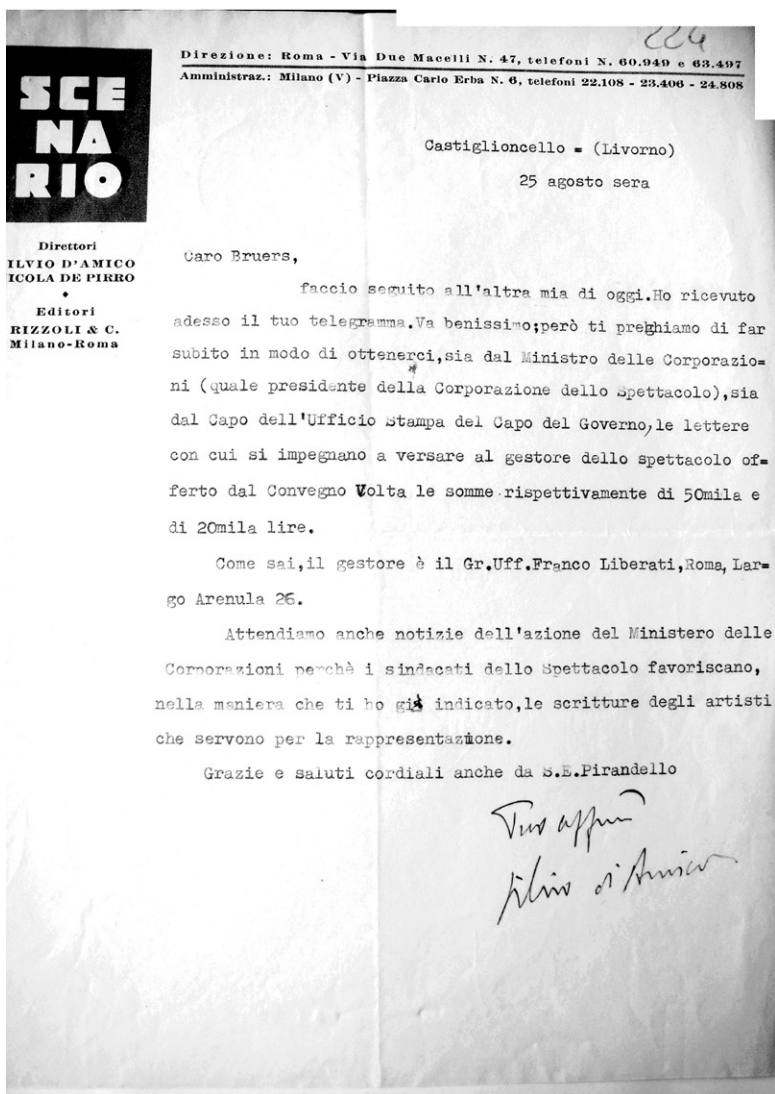 224
Direzione: Roma - Via Due Macelli N. 47, telefoni N. 60.949 e 63.497
Amministraz.: Milano (V) - Piazza Carlo Erba N. 6, telefoni 22.108 - 23.406 - 24.808
SCE
NA
RIO
Castiglioncello = (Livorno)
25 agosto sera
Direttori
ILVIO D'AMICO
ICOLA DE PIRRO
Editori
RIZZOLI & C.
Milano-Roma
Caro Bruers,
faccio seguito all'altra mia di oggi.Ho ricevuto
adesso il tuo telegramma.Va benissimo;però ti preghiamo di far
subito in modo di ottenerci,sia dal Ministro delle Corporazio=
ni (quale presidente della Corporazione dello Spettacolo),sia
dal Capo dell'Ufficio Stampa del Capo del Governo,le lettere
con cui si impegnano a versare al gestore dello spettacolo of=
ferto dal Convegno Volta le somme rispettivamente di 50mila e
di 20mila lire.
Come sai,il gestore è il Gr.Uff.Franco Liberati,Roma,Lar=
go Arenula 26.
Attendiamo anche notizie dell'azione del Ministero delle
Corporazioni perchè i sindacati dello Spettacolo favoriscano,
nella maniera che ti ho già indicato,le scritture degli artisti
che servono per la rappresentazione.
Grazie e saluti cordiali anche da S.E.Pirandello
Tuo affmo
Silvio d'Amico